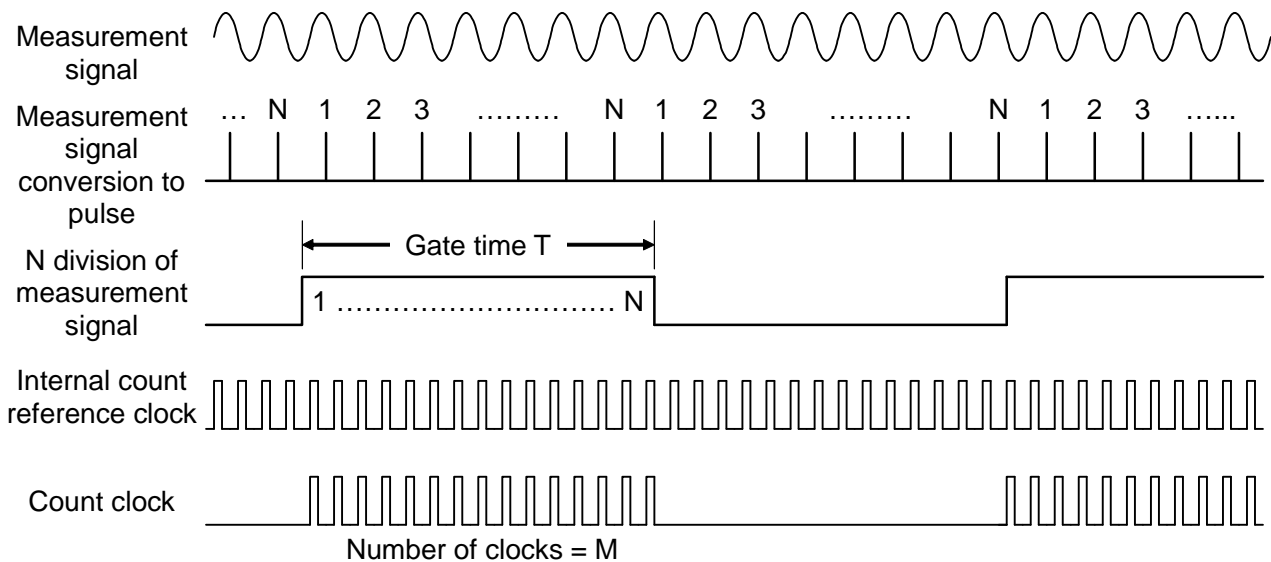 Measurement
signal
Measurement
signal
conversion to
pulse
… N 1 2 3 ……… N 1 2 3 ……… N 1 2 3 …...
Gate time T
N division of
measurement
signal
1 ………………………… N
Internal count
reference clock
Count clock
Number of clocks = M